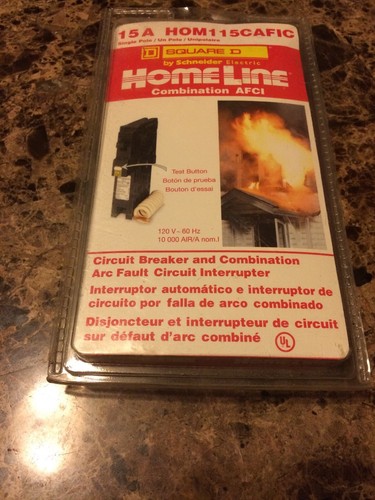 15A HOM115CAFIC
Single Pole / Un Polo / Unipolaire
D SQUARE D
by Schneider Electric
HOMELINE
Combination AFCI
Test Button
Botón de prueba
Bouton d'essai
120 V~ 60 Hz
10 000 AIR/A nom.I
Circuit Breaker and Combination
Arc Fault Circuit Interrupter
Interruptor automático e interruptor de
circuito por falla de arco combinado
Disjoncteur et interrupteur de circuit
sur défaut d'arc combiné
UL